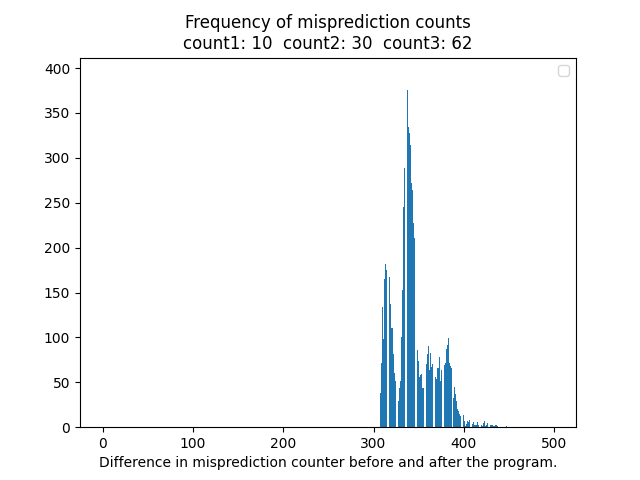 Frequency of misprediction counts
count1: 10  count2: 30  count3: 62
400
350
300
250
200
150
100
50
0
0 100 200 300 400 500
Difference in misprediction counter before and after the program.